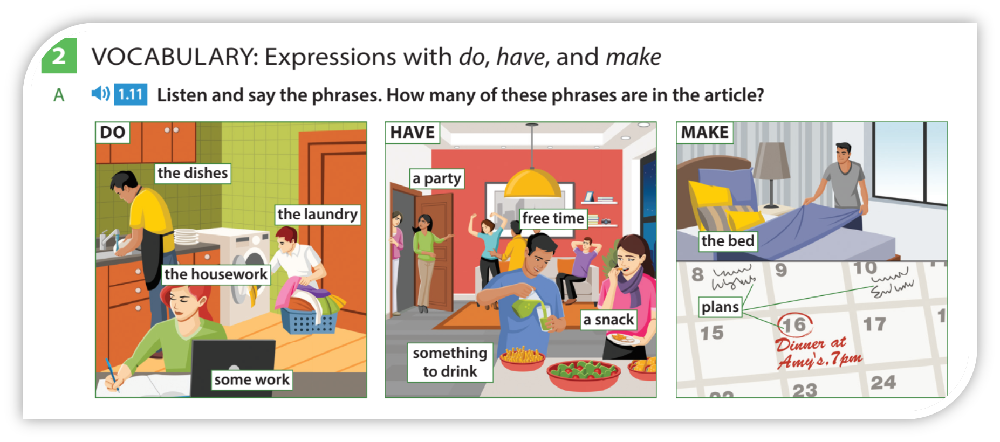 2 VOCABULARY: Expressions with do, have, and make
A 1.11 Listen and say the phrases. How many of these phrases are in the article?
DO
the dishes
the laundry
the housework
some work
HAVE
a party
free time
a snack
something
to drink
MAKE
the bed
8 9 10
plans
15 16 17
Dinner at
Amy's, 7pm
23 24